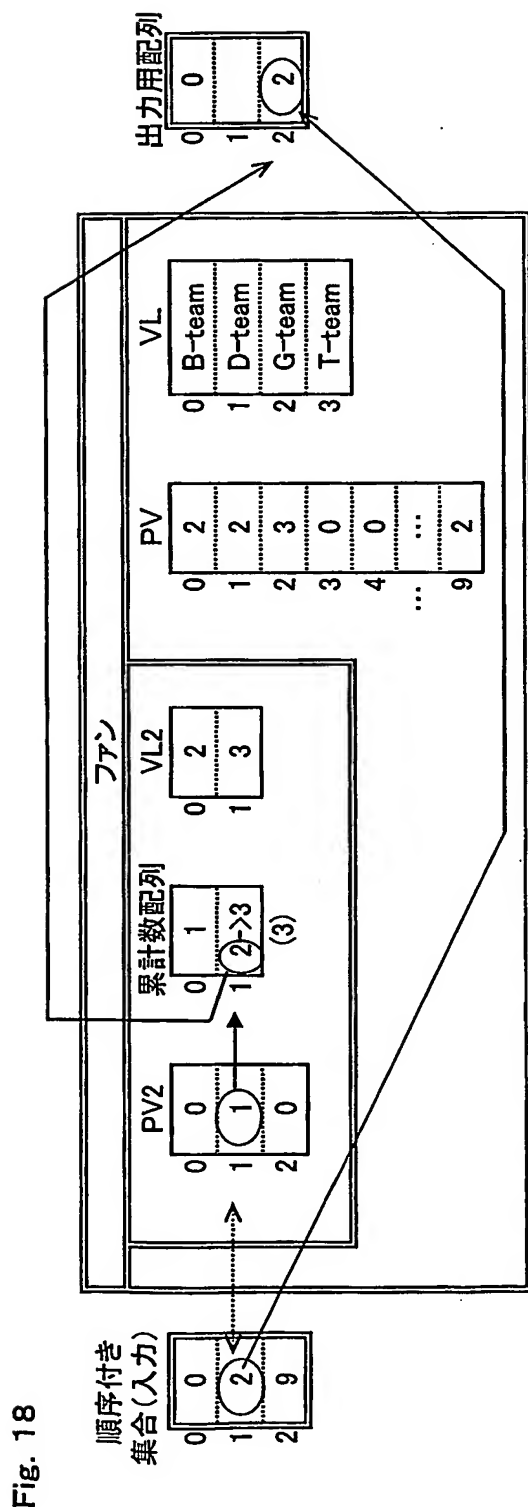 Fig. 18
順序付き
集合(入力)
0 0
1 2
2 9
ファン
PV2
0 0
1 1
2 0
累計数配列
0 1
1 2->3
(3)
VL2
0 2
1 3
PV
0 2
1 2
2 3
3 0
4 0
... ...
9 2
VL
0 B-team
1 D-team
2 G-team
3 T-team
出力用配列
0 0
1
2 2